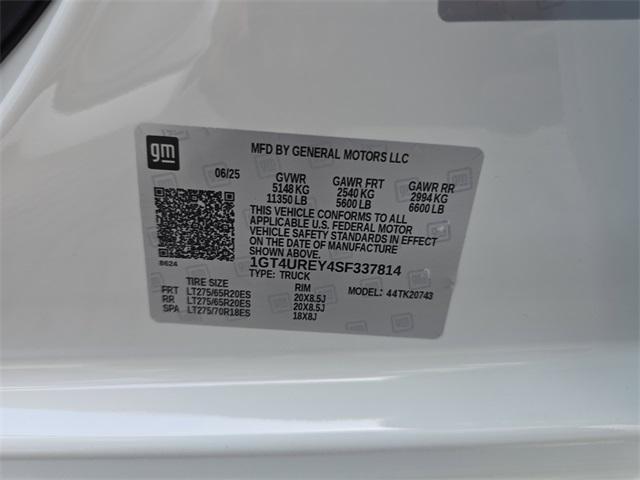 gm
MFD BY GENERAL MOTORS LLC
06/25 GVWR GAWR FRT GAWR RR
5148 KG 2540 KG 2994 KG
11350 LB 5600 LB 6600 LB
THIS VEHICLE CONFORMS TO ALL
APPLICABLE U.S. FEDERAL MOTOR
VEHICLE SAFETY STANDARDS IN EFFECT
ON THE DATE OF MANUFACTURE
SHOWN ABOVE.
8624
1GT4UREY4SF337814
TYPE: TRUCK
TIRE SIZE RIM MODEL: 44TK20743
FRT LT275/65R20ES 20X8.5J
RR LT275/65R20ES 20X8.5J
SPA LT275/70R18ES 18X8J